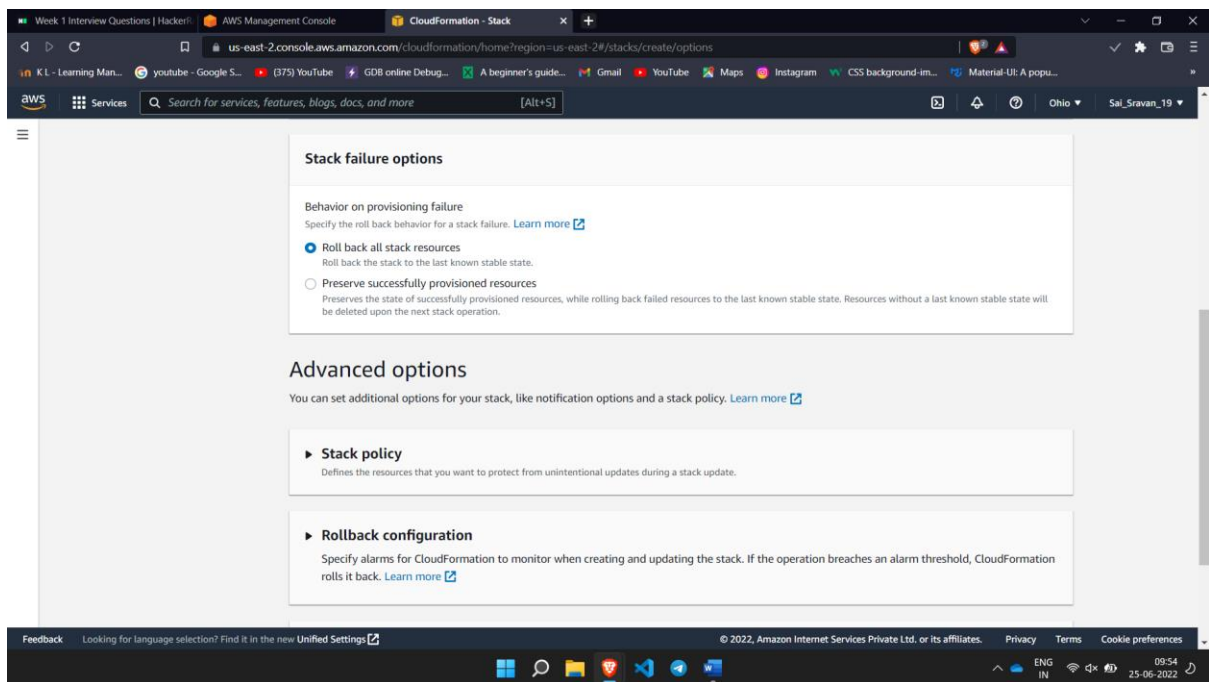 Week 1 Interview Questions | HackerR
AWS Management Console
CloudFormation - Stack
us-east-2.console.aws.amazon.com/cloudformation/home?region=us-east-2#/stacks/create/options
K L - Learning Man...
youtube - Google S...
(375) YouTube
GDB online Debug...
A beginner's guide...
Gmail
YouTube
Maps
Instagram
CSS background-im...
Material-UI: A popu...
aws
Services
Search for services, features, blogs, docs, and more
[Alt+S]
Ohio
Sai_Sravan_19
Stack failure options
Behavior on provisioning failure
Specify the roll back behavior for a stack failure. Learn more
Roll back all stack resources
Roll back the stack to the last known stable state.
Preserve successfully provisioned resources
Preserves the state of successfully provisioned resources, while rolling back failed resources to the last known stable state. Resources without a last known stable state will
be deleted upon the next stack operation.
Advanced options
You can set additional options for your stack, like notification options and a stack policy. Learn more
Stack policy
Defines the resources that you want to protect from unintentional updates during a stack update.
Rollback configuration
Specify alarms for CloudFormation to monitor when creating and updating the stack. If the operation breaches an alarm threshold, CloudFormation
rolls it back. Learn more
Feedback
Looking for language selection? Find it in the new Unified Settings
© 2022, Amazon Internet Services Private Ltd. or its affiliates.
Privacy
Terms
Cookie preferences
ENG
IN
09:54
25-06-2022